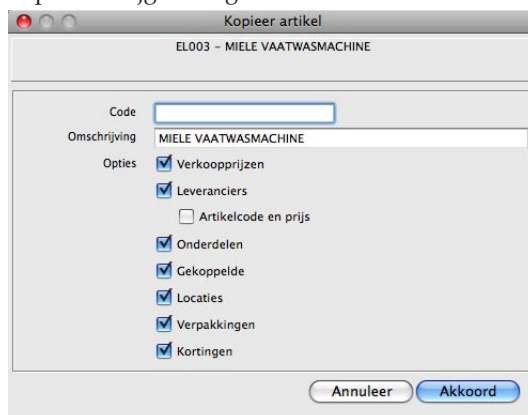 Kopieer artikel
EL003 - MIELE VAATWASMACHINE
Code
Omschrijving MIELE VAATWASMACHINE
Opties Verkoopprijzen
Leveranciers
Artikelcode en prijs
Onderdelen
Gekoppelde
Locaties
Verpakkingen
Kortingen
Annuleer Akkoord